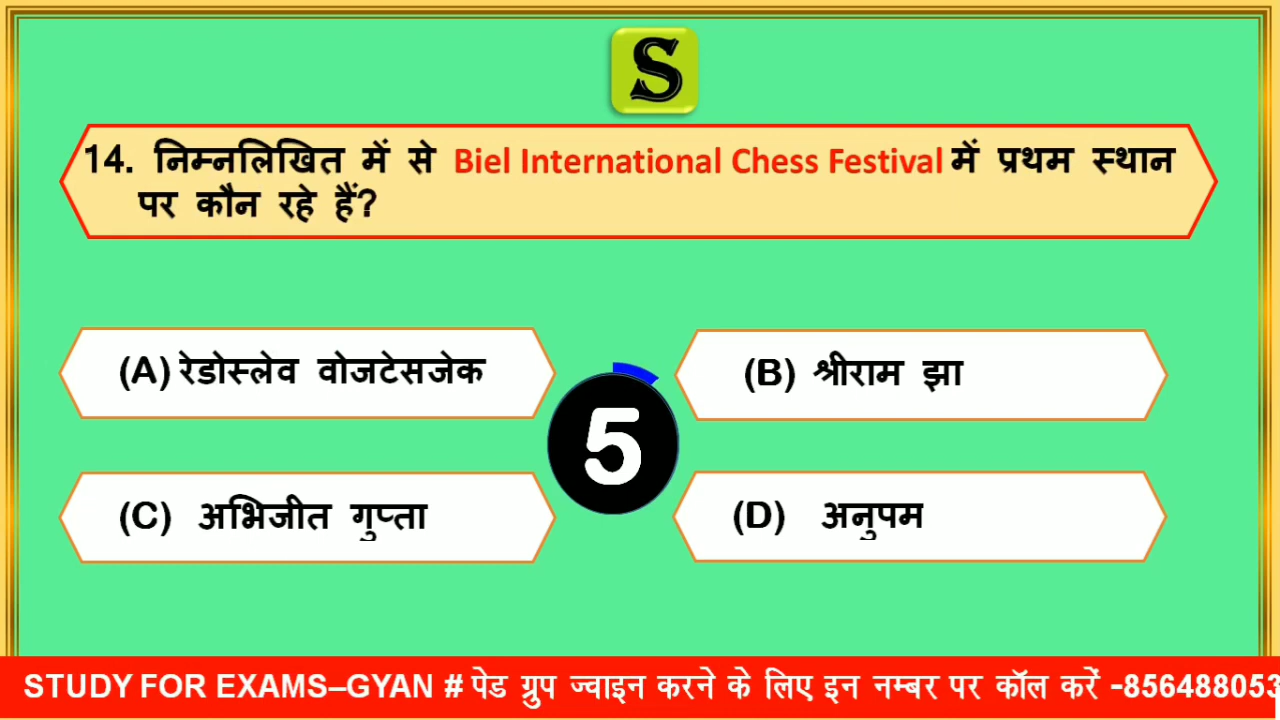 S
14. निम्नलिखित में से Biel International Chess Festival में प्रथम स्थान
पर कौन रहे हैं?
(A) रेडोस्लेव वोजटेसजेक
(B) श्रीराम झा
5
(C) अभिजीत गुप्ता
(D) अनुपम
STUDY FOR EXAMS–GYAN # पेड ग्रुप ज्वाइन करने के लिए इन नम्बर पर कॉल करें -856488053